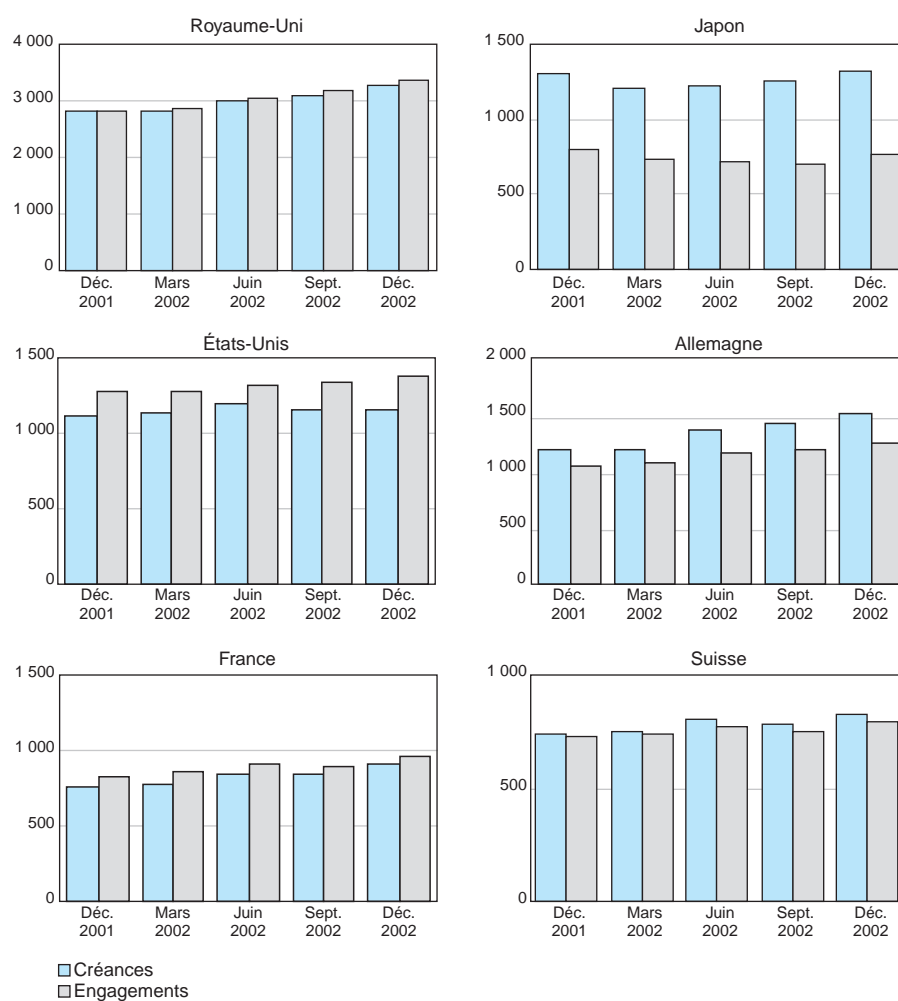 Royaume-Uni
4 000
3 000
2 000
1 000
0
Déc. Mars Juin Sept. Déc.
2001 2002 2002 2002 2002
Japon
1 500
1 000
500
0
Déc. Mars Juin Sept. Déc.
2001 2002 2002 2002 2002
États-Unis
1 500
1 000
500
0
Déc. Mars Juin Sept. Déc.
2001 2002 2002 2002 2002
Allemagne
2 000
1 500
1 000
500
0
Déc. Mars Juin Sept. Déc.
2001 2002 2002 2002 2002
France
1 500
1 000
500
0
Déc. Mars Juin Sept. Déc.
2001 2002 2002 2002 2002
Suisse
1 000
500
0
Déc. Mars Juin Sept. Déc.
2001 2002 2002 2002 2002
Créances
Engagements